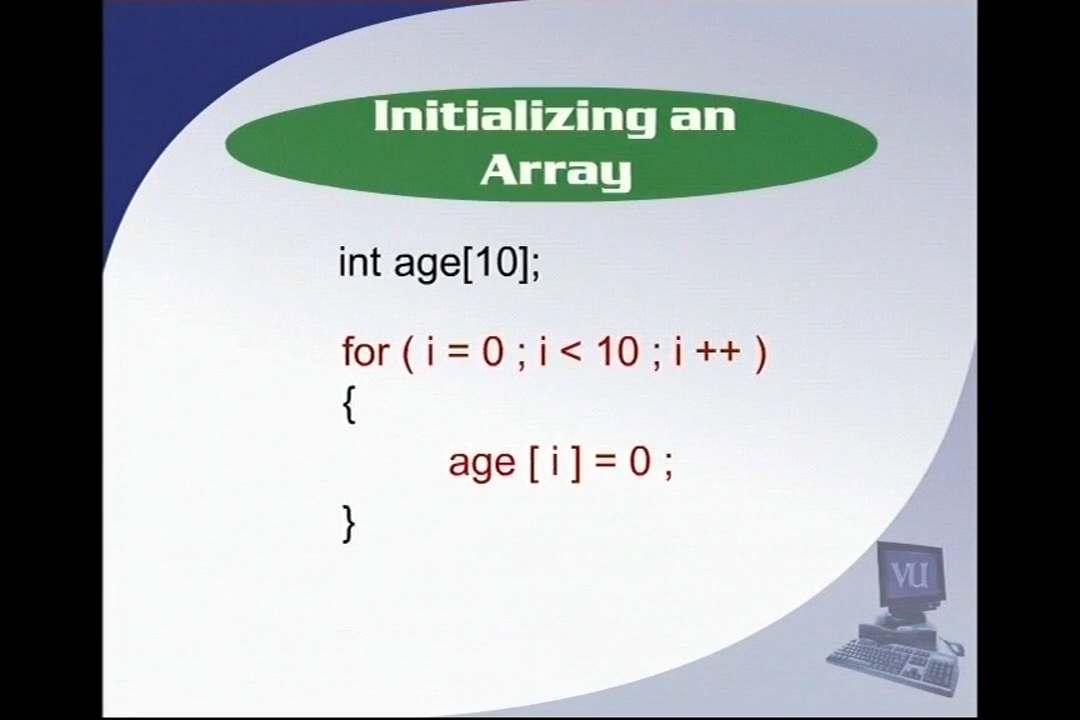 Initializing an
Array
int age[10];
for ( i = 0 ; i < 10 ; i ++ )
{
age [ i ] = 0 ;
}
VU